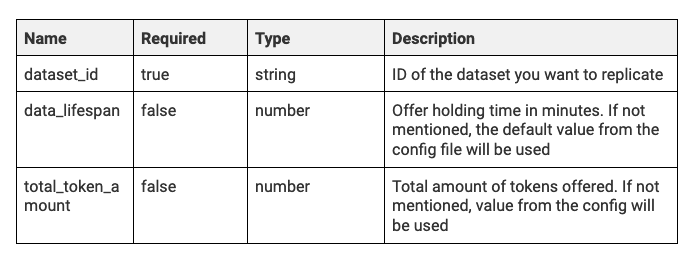 Name Required Type Description
dataset_id true string ID of the dataset you want to replicate
data_lifespan false number Offer holding time in minutes. If not
mentioned, the default value from the
config file will be used
total_token_a false number Total amount of tokens offered. If not
mount mentioned, value from the config will
be used